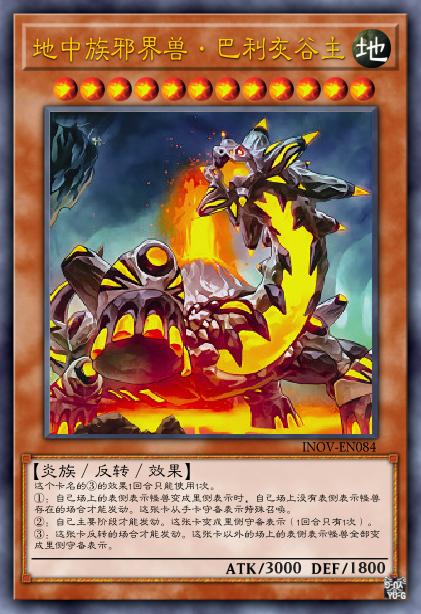 地中族邪界兽·巴利灰谷主
地
INOV-EN084
【炎族/反转/效果】
这个卡名的③的效果1回合只能使用1次。
①：自己场上的表侧表示怪兽变成里侧表示时，自己场上没有表侧表示怪兽
存在的场合才能发动。这张卡从手卡守备表示特殊召唤。
②：自己主要阶段才能发动。这张卡变成里侧守备表示（1回合只有1次）。
③：这张卡反转的场合才能发动。这张卡以外的场上的表侧表示怪兽全部变
成里侧守备表示。
ATK/3000 DEF/1800